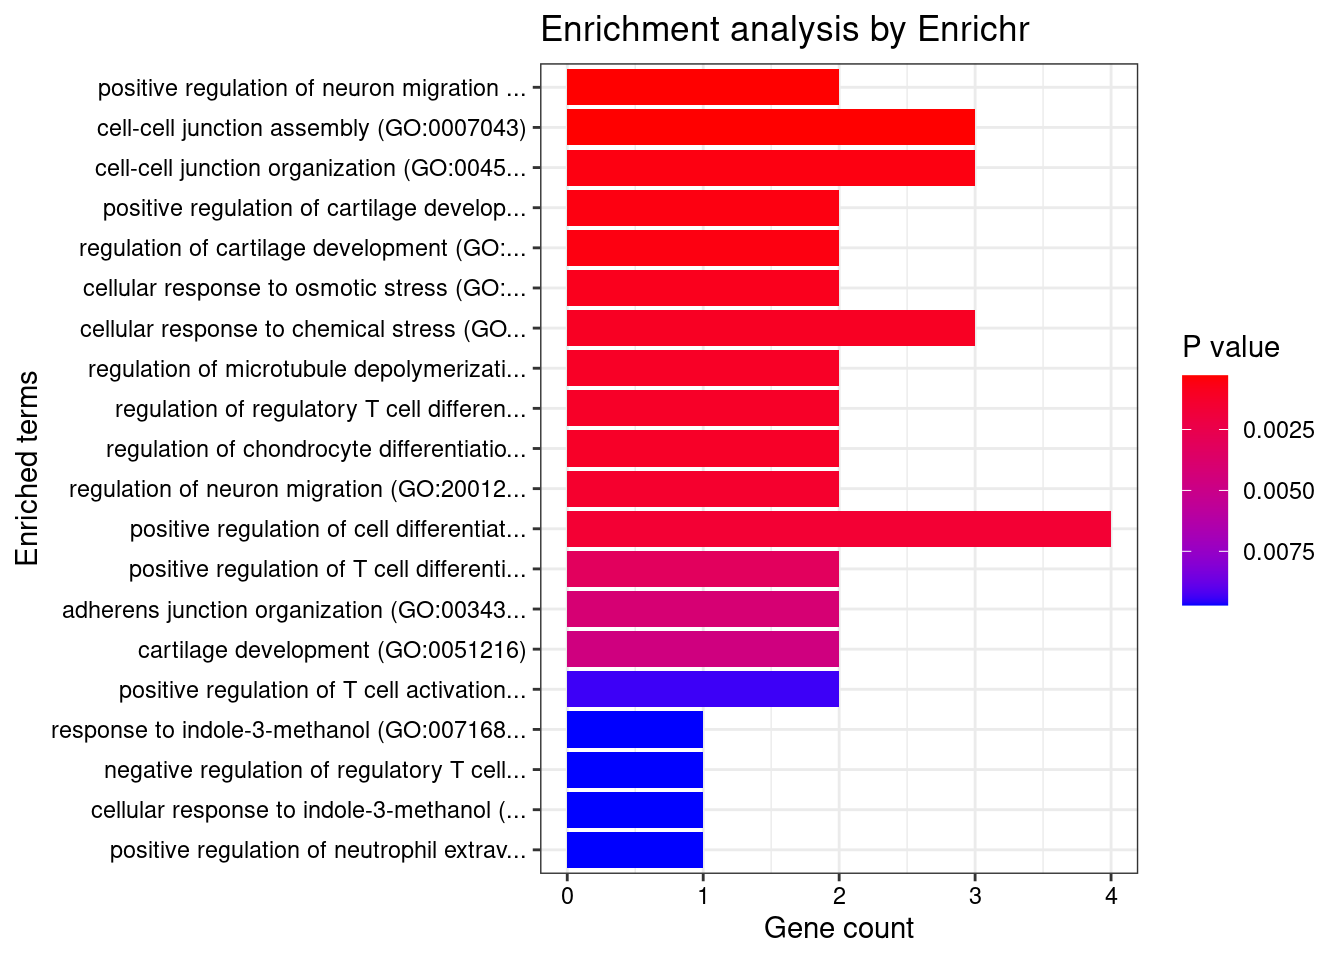 Enrichment analysis by Enrichr
positive regulation of neuron migration ...
cell-cell junction assembly (GO:0007043)
cell-cell junction organization (GO:0045...
positive regulation of cartilage develop...
regulation of cartilage development (GO:...
cellular response to osmotic stress (GO:...
cellular response to chemical stress (GO...
regulation of microtubule depolymerizati...
regulation of regulatory T cell differen...
regulation of chondrocyte differentiatio...
regulation of neuron migration (GO:20012...
positive regulation of cell differentiat...
positive regulation of T cell differenti...
adherens junction organization (GO:00343...
cartilage development (GO:0051216)
positive regulation of T cell activation...
response to indole-3-methanol (GO:007168...
negative regulation of regulatory T cell...
cellular response to indole-3-methanol (...
positive regulation of neutrophil extrav...
Enriched terms
0 1 2 3 4
Gene count
P value
0.0025
0.0050
0.0075